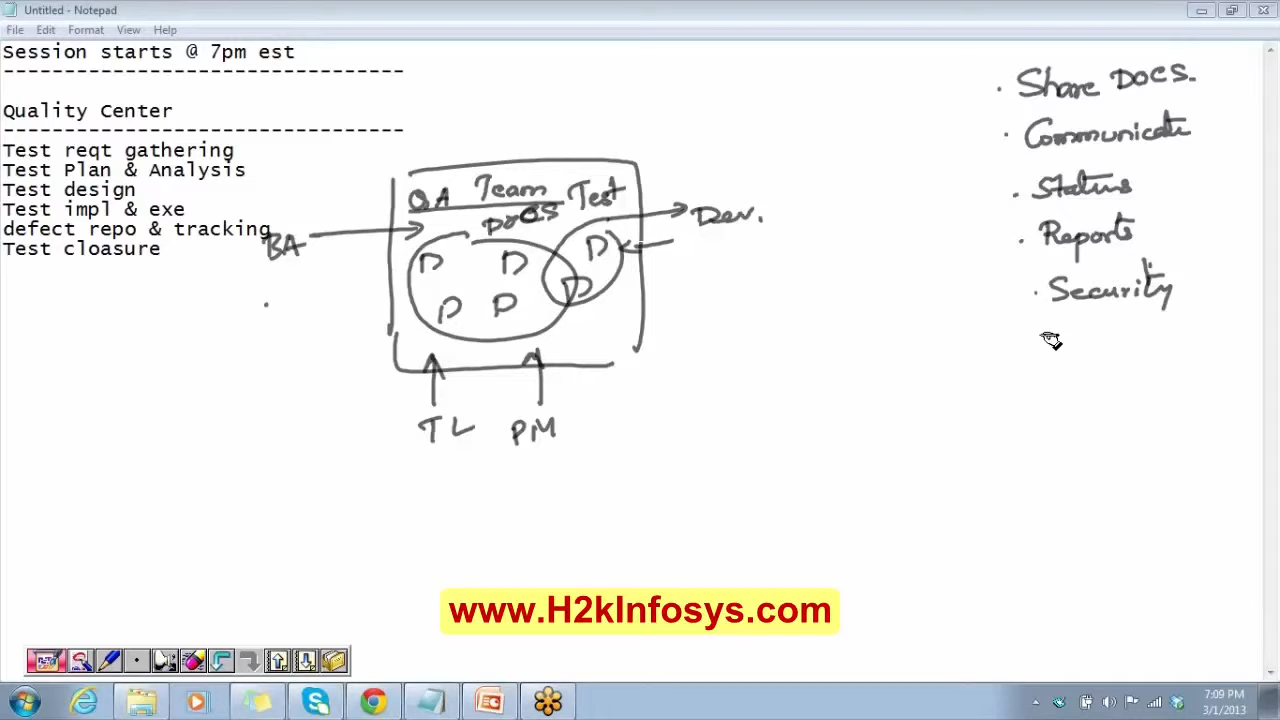 Untitled - Notepad
File Edit Format View Help
Session starts @ 7pm est
---------------------------------
Quality Center
---------------------------------
Test reqt gathering
Test Plan & Analysis
Test design
Test impl & exe
defect repo & tracking
Test cloasure
QA Team Test
DOCS
BA
Dev.
D D D
D D D
TL PM
. Share DOCS.
. Communicate
. Status
. Reports
. Security
www.H2kInfosys.com
7:09 PM
3/1/2013